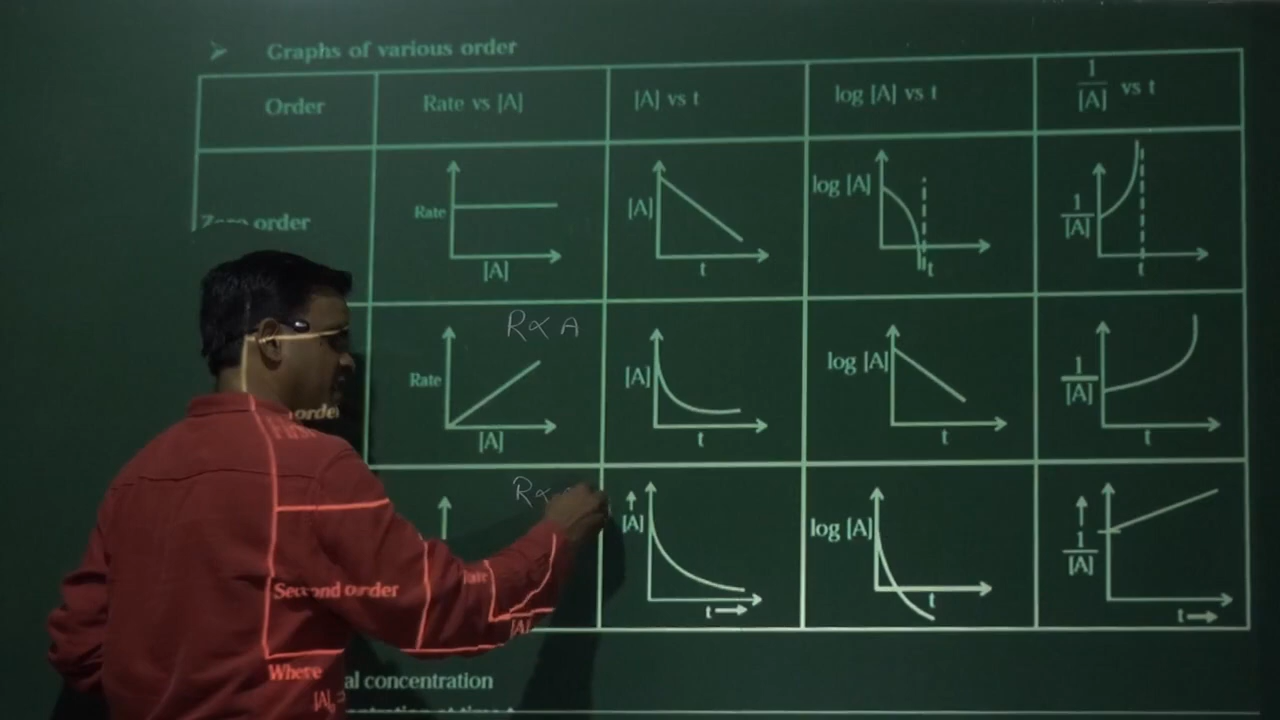 ➤ Graphs of various order
Order Rate vs [A] [A] vs t log [A] vs t 1/[A] vs t
Zero order
Rate
[A]
[A]
t
log [A]
t
1/[A]
t
R∝ A
order
Rate
[A]
[A]
t
log [A]
t
1/[A]
t
R∝
Second order
Rate
[A]
[A]
t
log [A]
t
1/[A]
t
Where
al concentration
[A]